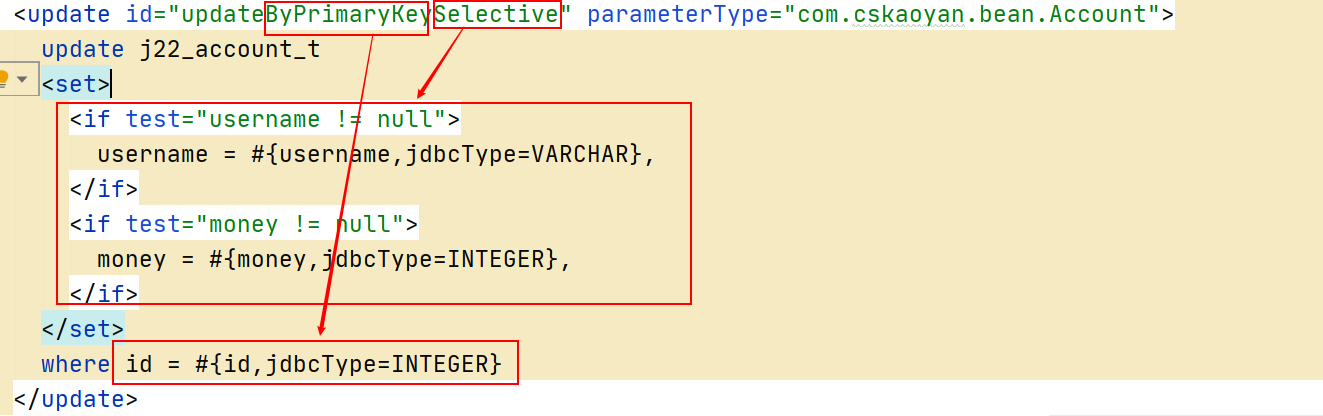 <update id="updateByPrimaryKeySelective" parameterType="com.cskaoyan.bean.Account">
update j22_account_t
<set>
<if test="username != null">
username = #{username,jdbcType=VARCHAR},
</if>
<if test="money != null">
money = #{money,jdbcType=INTEGER},
</if>
</set>
where id = #{id,jdbcType=INTEGER}
</update>